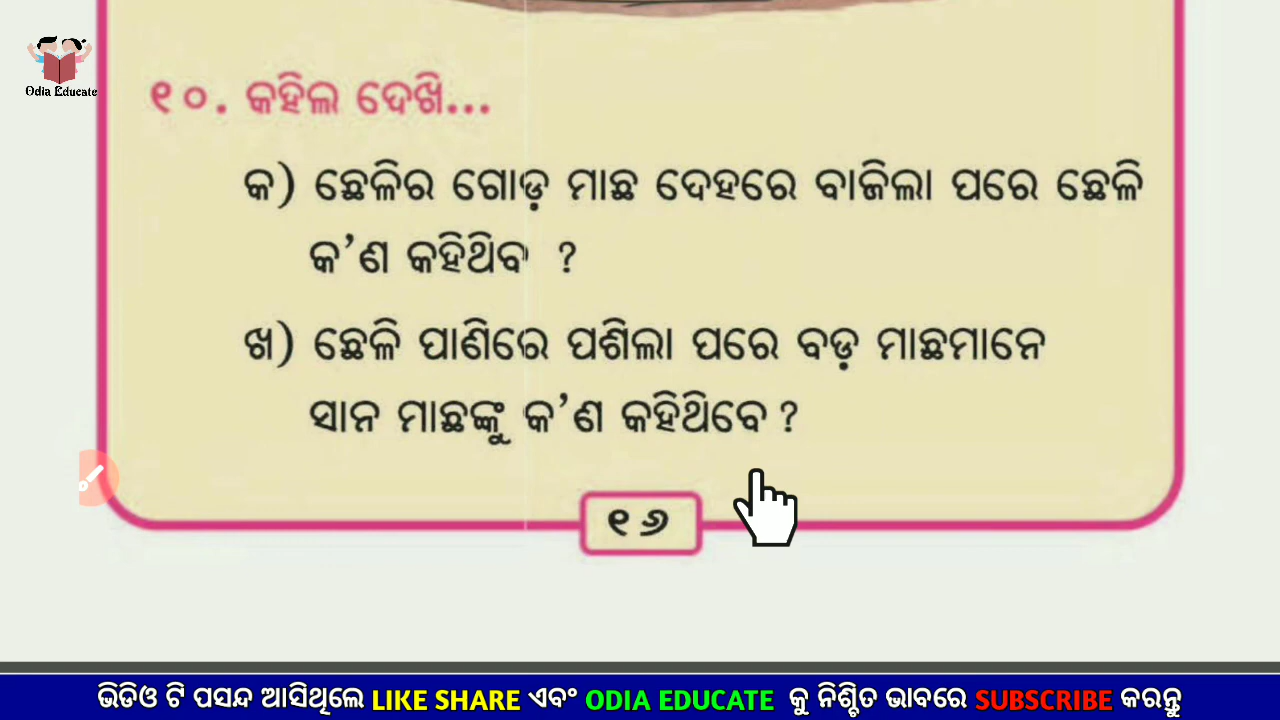 Odia Educate
୧୦. କହିଲ ଦେଖି...
କ) ଛେଳିର ଗୋଡ଼ ମାଛ ଦେହରେ ବାଜିଲା ପରେ ଛେଳି
କ'ଣ କହିଥିବ ?
ଖ) ଛେଳି ପାଣିରେ ପଶିଲା ପରେ ବଡ଼ ମାଛମାନେ
ସାନ ମାଛଙ୍କୁ କ'ଣ କହିଥିବେ ?
୧୬
ଭିଡିଓ ଟି ପସନ୍ଦ ଆସିଥିଲେ LIKE SHARE ଏବଂ ODIA EDUCATE କୁ ନିଶ୍ଚିତ ଭାବରେ SUBSCRIBE କରନ୍ତୁ